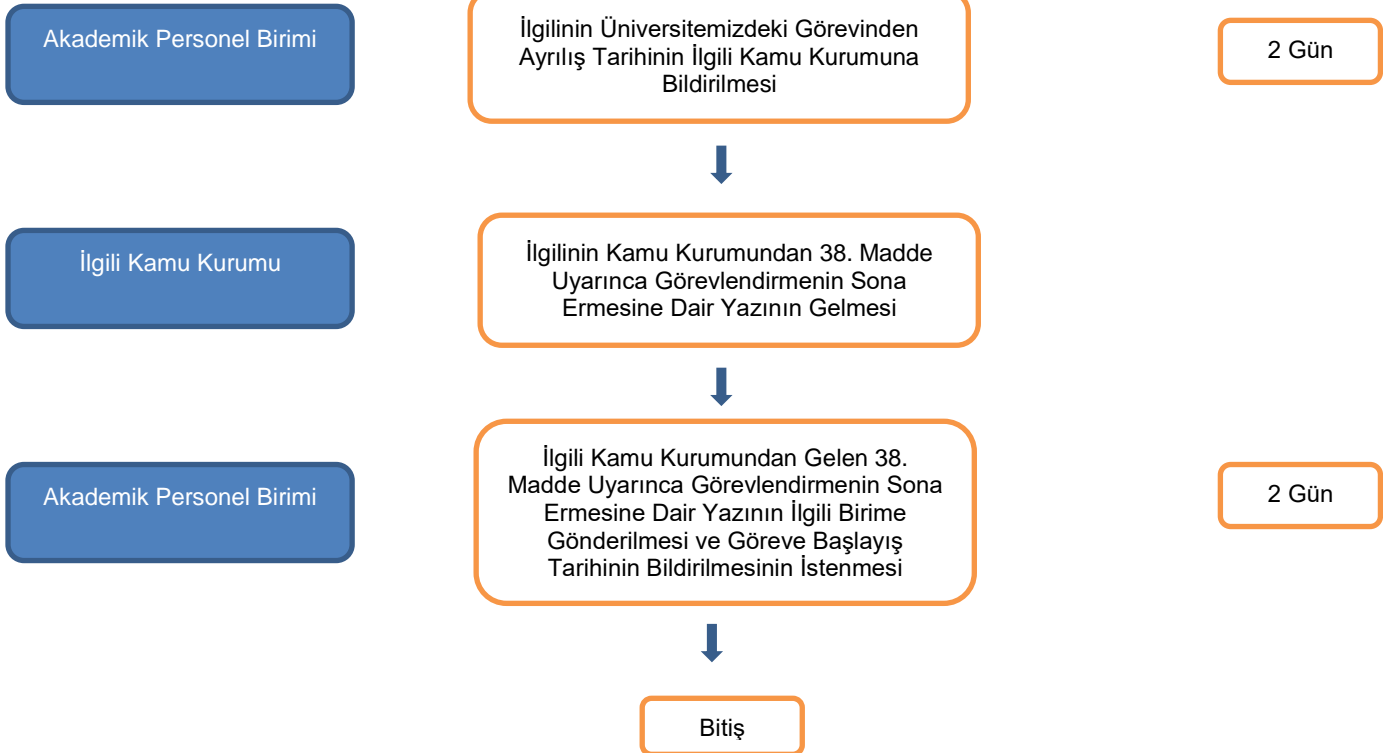 Akademik Personel Birimi
İlgilinin Üniversitemizdeki Görevinden
Ayrılış Tarihinin İlgili Kamu Kurumuna
Bildirilmesi
2 Gün
İlgili Kamu Kurumu
İlgilinin Kamu Kurumundan 38. Madde
Uyarınca Görevlendirmenin Sona
Ermesine Dair Yazının Gelmesi
Akademik Personel Birimi
İlgili Kamu Kurumundan Gelen 38.
Madde Uyarınca Görevlendirmenin Sona
Ermesine Dair Yazının İlgili Birime
Gönderilmesi ve Göreve Başlayış
Tarihinin Bildirilmesinin İstenmesi
2 Gün
Bitiş